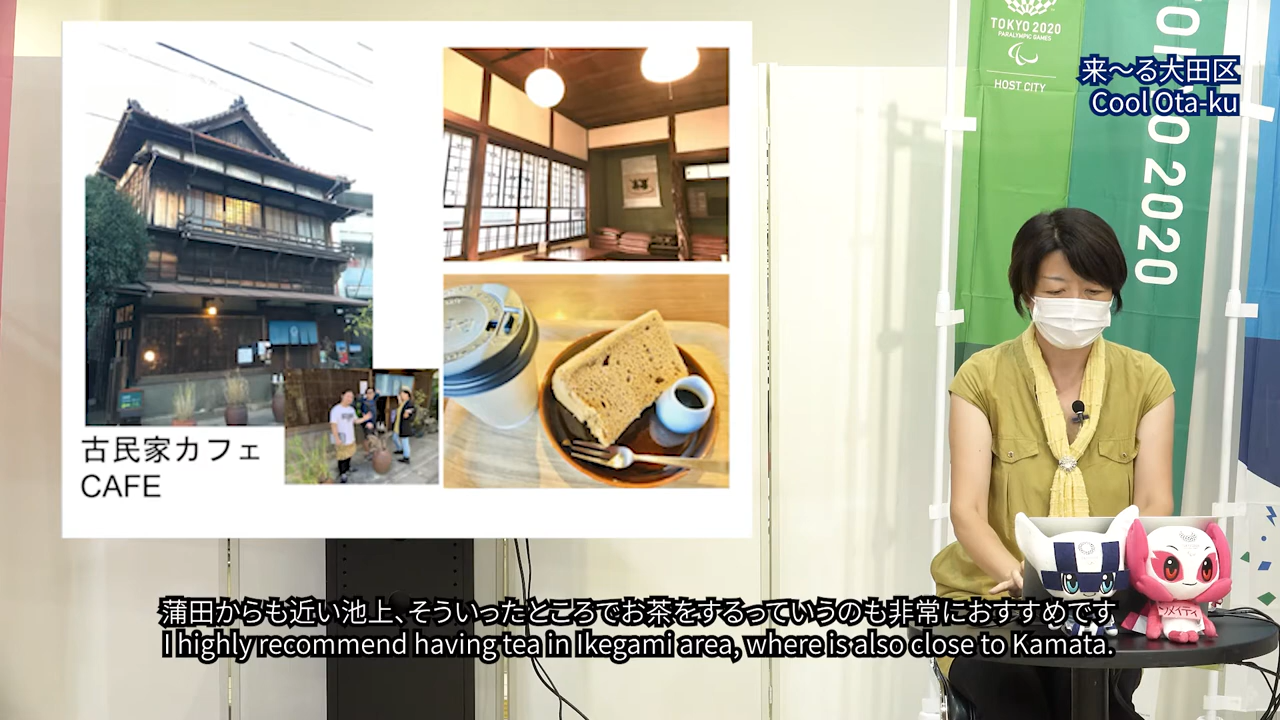 TOKYO 2020
PARALYMPIC GAMES
HOST CITY
TOKYO 2020
来～る大田区
Cool Ota-ku
古民家カフェ
CAFE
蒲田からも近い池上、そういったところでお茶をするっていうのも非常におすすめです
I highly recommend having tea in Ikegami area, where is also close to Kamata.